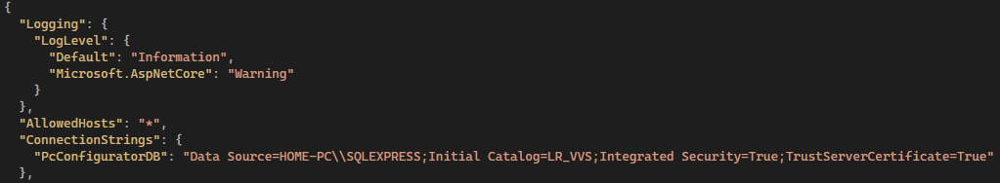 {
  "Logging": {
    "LogLevel": {
      "Default": "Information",
      "Microsoft.AspNetCore": "Warning"
    }
  },
  "AllowedHosts": "*",
  "ConnectionStrings": {
    "PcConfiguratorDB": "Data Source=HOME-PC\\SQLEXPRESS;Initial Catalog=LR_VVS;Integrated Security=True;TrustServerCertificate=True"
  },